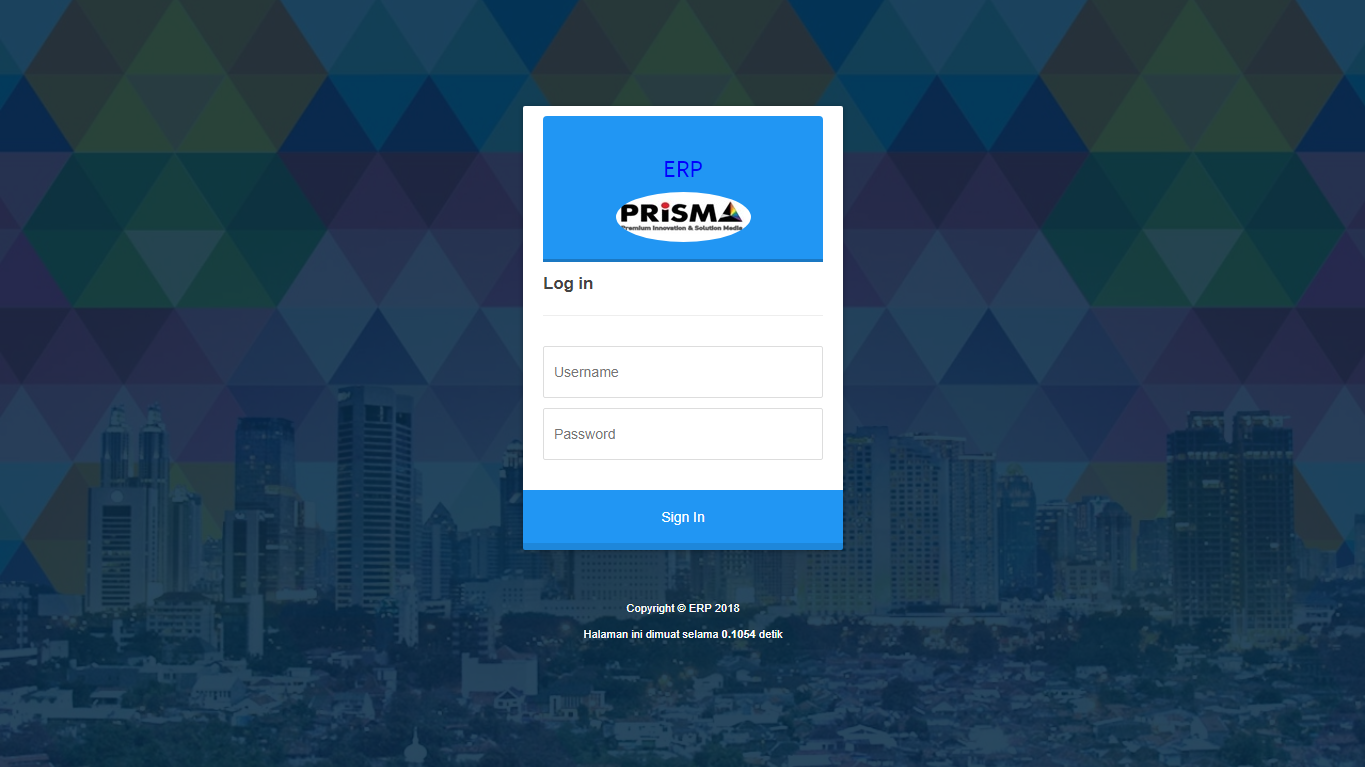 ERP
PRiSMA
Premium Innovation & Solution Media
Log in
Username
Password
Sign In
Copyright © ERP 2018
Halaman ini dimuat selama 0.1054 detik